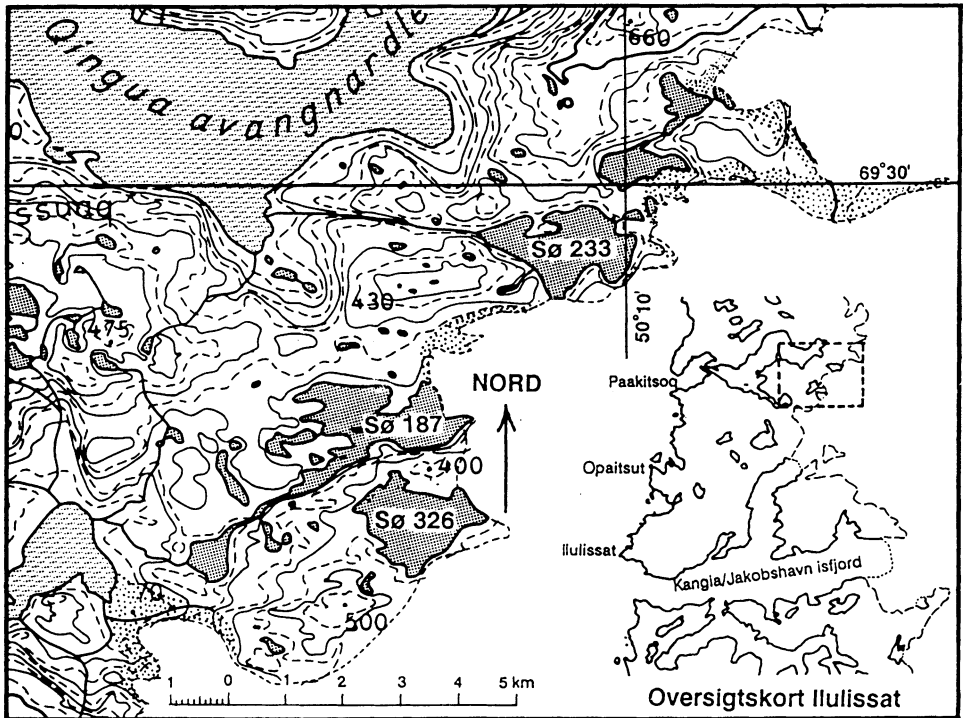 Qingua avangnardleq
660
69°30'
Sø 233
430
475
50°10'
NORD
Paakitsoq
Sø 187
400
Opaitsut
Sø 326
Ilulissat
Kangia/Jakobshavn isfjord
70
500
1 0 1 2 3 4 5 km
Oversigtskort Ilulissat